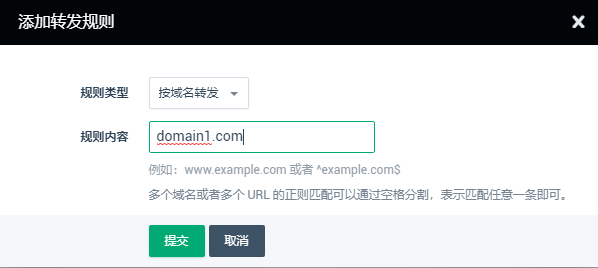 添加转发规则
规则类型 按域名转发
规则内容 domain1.com
例如：www.example.com 或者 ^example.com$
多个域名或者多个 URL 的正则匹配可以通过空格分割，表示匹配任意一条即可。
提交 取消